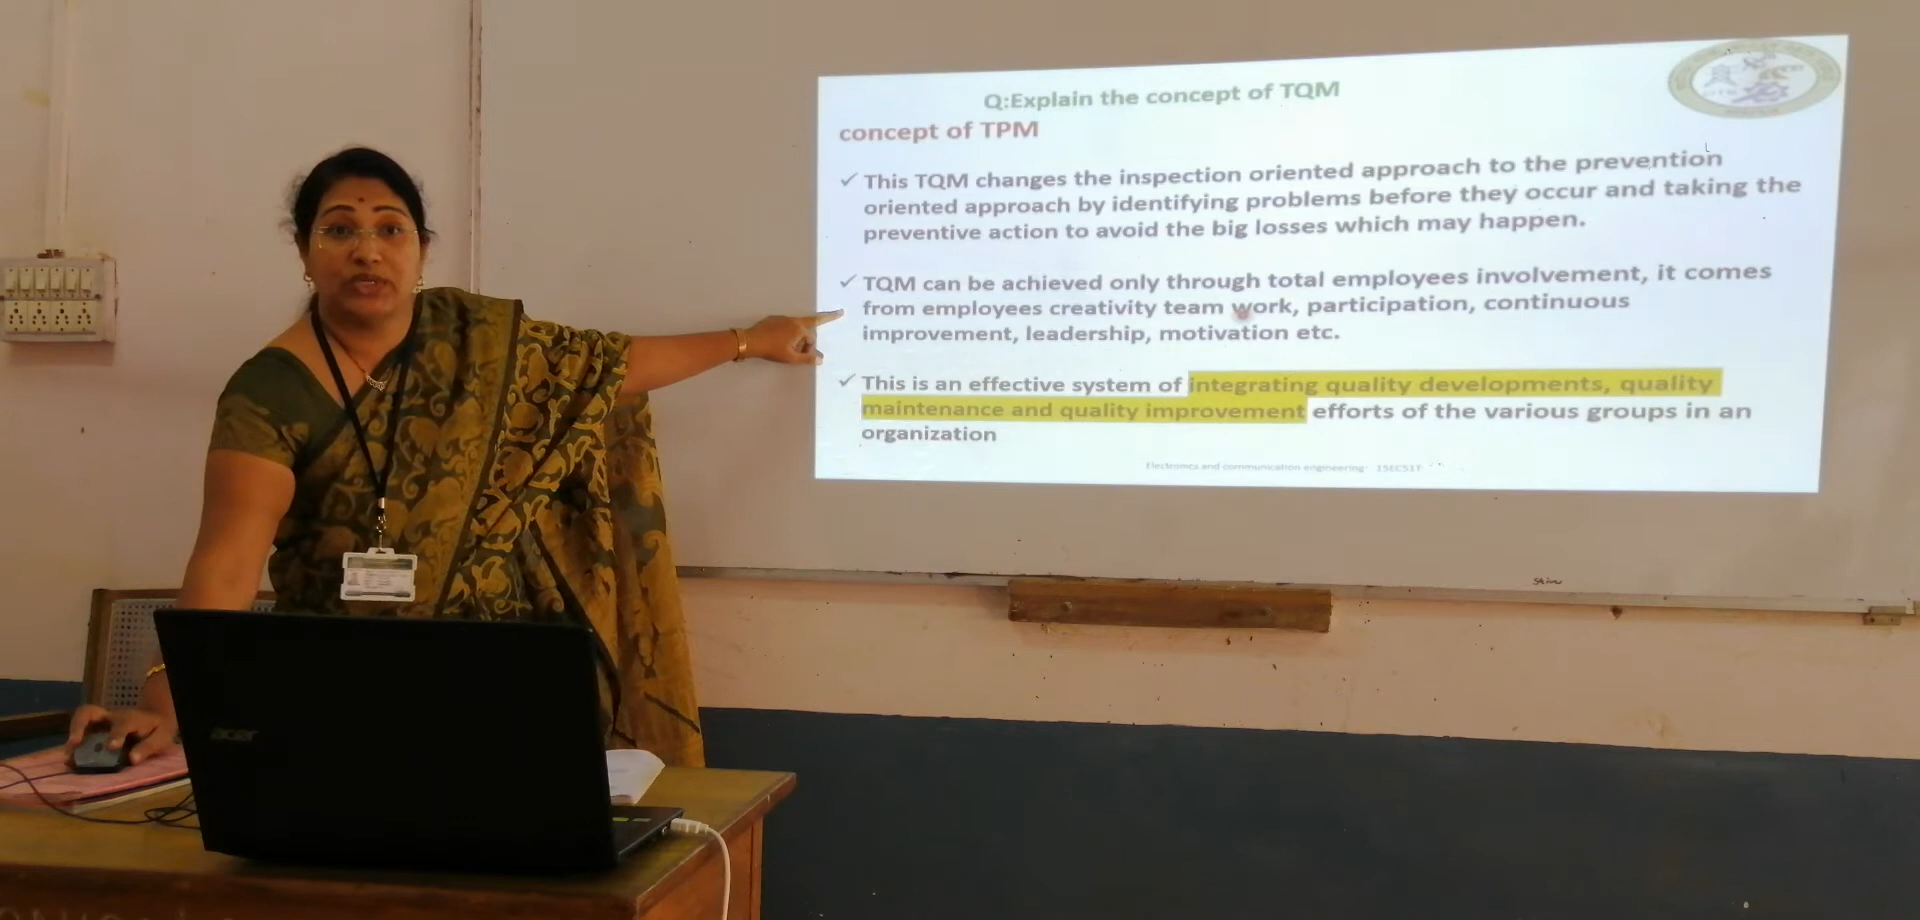 Q:Explain the concept of TQM
concept of TPM
✓ This TQM changes the inspection oriented approach to the prevention
oriented approach by identifying problems before they occur and taking the
preventive action to avoid the big losses which may happen.
✓ TQM can be achieved only through total employees involvement, it comes
from employees creativity team work, participation, continuous
improvement, leadership, motivation etc.
✓ This is an effective system of integrating quality developments, quality
maintenance and quality improvement efforts of the various groups in an
organization
Electronics and communication engineering
acer